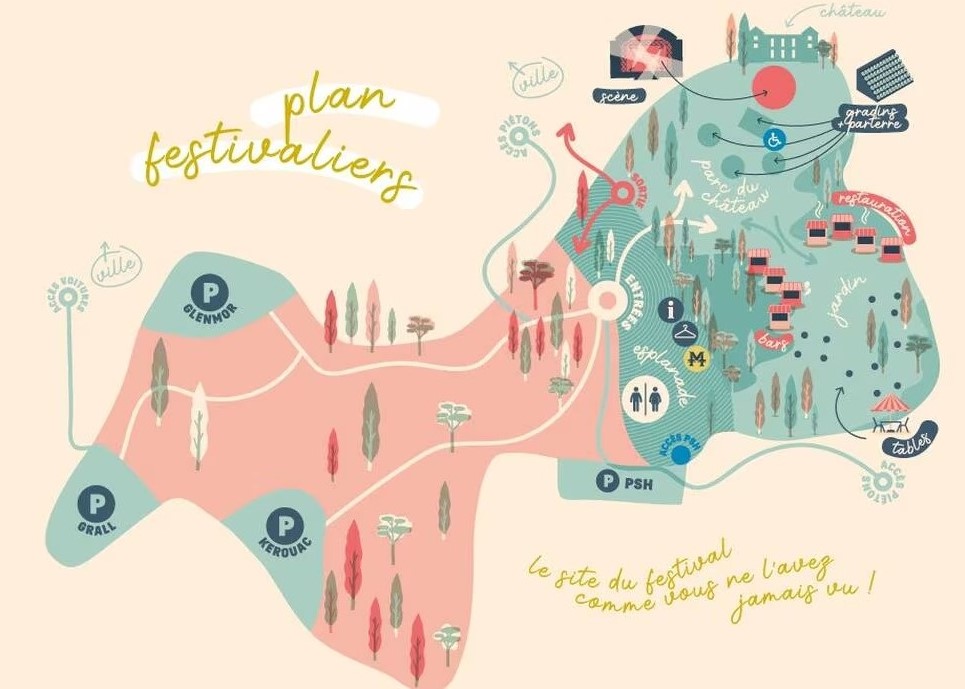 plan
festivaliers
château
ville
scène
gradins
+ parterre
ACCÈS PIÉTONS
SORTIE
parc du
château
restauration
ville
ACCÈS VOITURES
P
GLENMOR
ENTRÉES
i
jardin
M
bars
esplanade
tables
ACCÈS PSH
P PSH
ACCÈS PIÉTONS
P
GRALL
P
KEROUAC
le site du festival
comme vous ne l'avez
jamais vu !